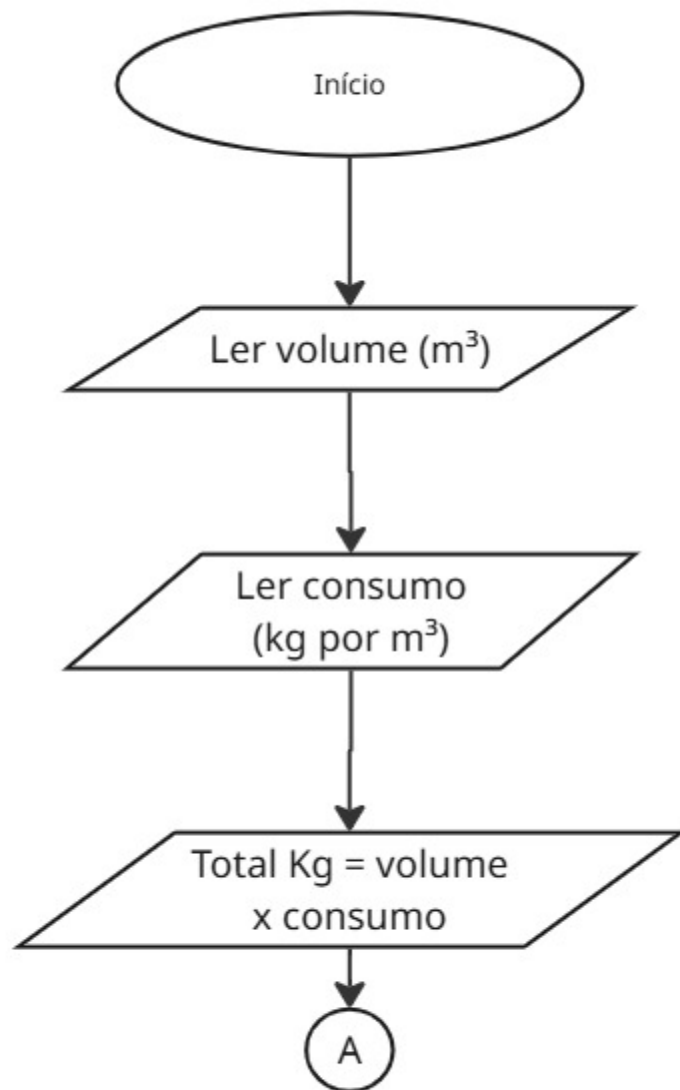 Início
Ler volume (m³)
Ler consumo
(kg por m³)
Total Kg = volume
x consumo
A